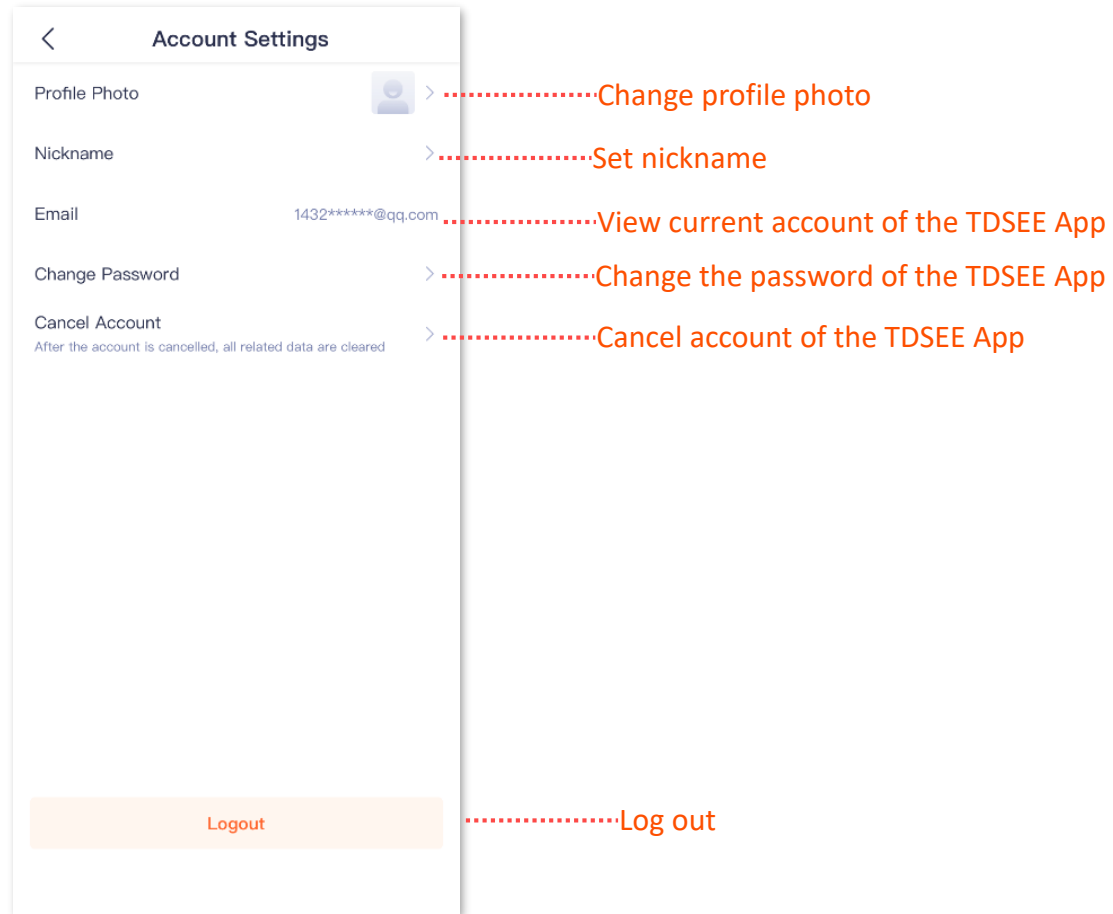 Account Settings
Profile Photo
Change profile photo
Nickname
Set nickname
Email
1432******@qq.com
View current account of the TDSEE App
Change Password
Change the password of the TDSEE App
Cancel Account
After the account is cancelled, all related data are cleared
Cancel account of the TDSEE App
Logout
Log out